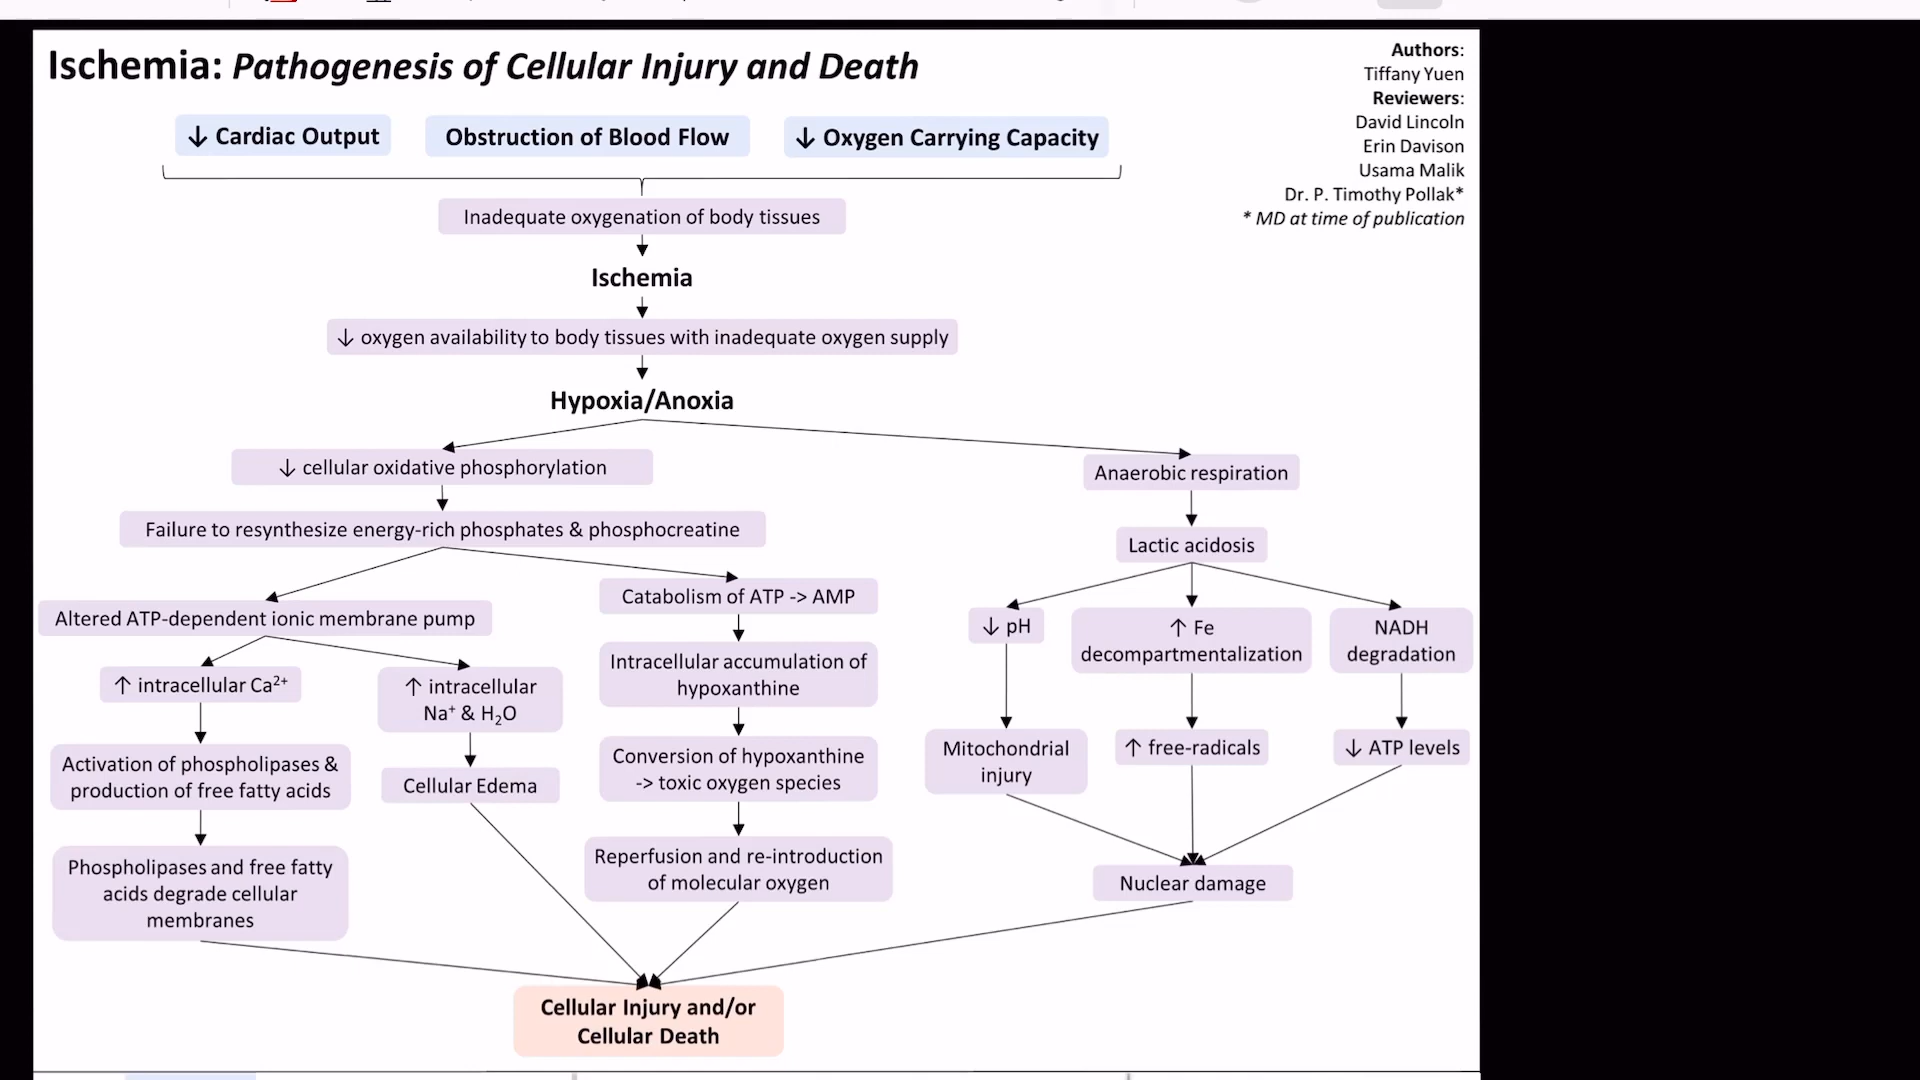 Ischemia: Pathogenesis of Cellular Injury and Death
Authors:
Tiffany Yuen
Reviewers:
David Lincoln
Erin Davison
Usama Malik
Dr. P. Timothy Pollak*
* MD at time of publication
↓ Cardiac Output
Obstruction of Blood Flow
↓ Oxygen Carrying Capacity
Inadequate oxygenation of body tissues
Ischemia
↓ oxygen availability to body tissues with inadequate oxygen supply
Hypoxia/Anoxia
↓ cellular oxidative phosphorylation
Failure to resynthesize energy-rich phosphates & phosphocreatine
Altered ATP-dependent ionic membrane pump
↑ intracellular Ca²⁺
Activation of phospholipases &
production of free fatty acids
Phospholipases and free fatty
acids degrade cellular
membranes
↑ intracellular
Na⁺ & H₂O
Cellular Edema
Catabolism of ATP -> AMP
Intracellular accumulation of
hypoxanthine
Conversion of hypoxanthine
-> toxic oxygen species
Reperfusion and re-introduction
of molecular oxygen
Anaerobic respiration
Lactic acidosis
↓ pH
Mitochondrial
injury
↑ Fe
decompartmentalization
↑ free-radicals
NADH
degradation
↓ ATP levels
Nuclear damage
Cellular Injury and/or
Cellular Death